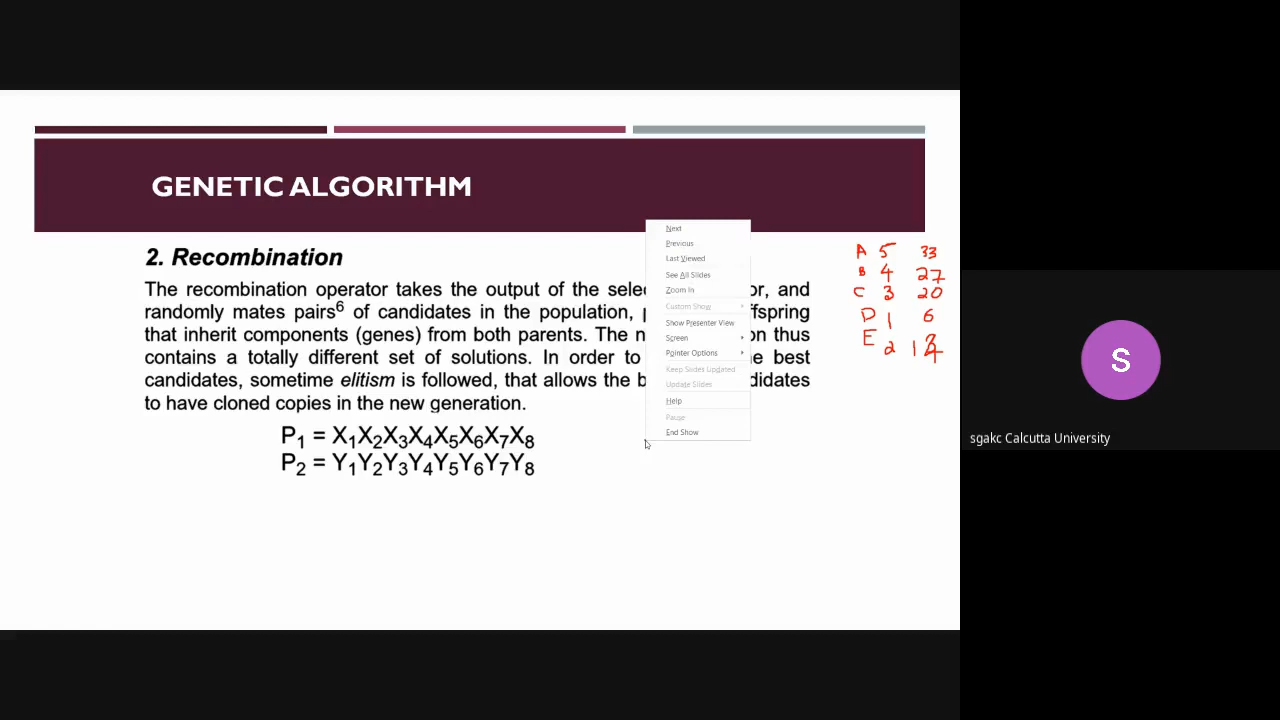 GENETIC ALGORITHM
2. Recombination
The recombination operator takes the output of the selec or, and
randomly mates pairs6 of candidates in the population, p ffspring
that inherit components (genes) from both parents. The n on thus
contains a totally different set of solutions. In order to e best
candidates, sometime elitism is followed, that allows the b didates
to have cloned copies in the new generation.
P1 = X1X2X3X4X5X6X7X8
P2 = Y1Y2Y3Y4Y5Y6Y7Y8
Next
Previous
Last Viewed
See All Slides
Zoom In
Custom Show
Show Presenter View
Screen
Pointer Options
Keep Slides Updated
Update Slides
Help
Pause
End Show
A 5 33
B 4 27
C 3 20
D 1 6
E 2 1
S
sgakc Calcutta University